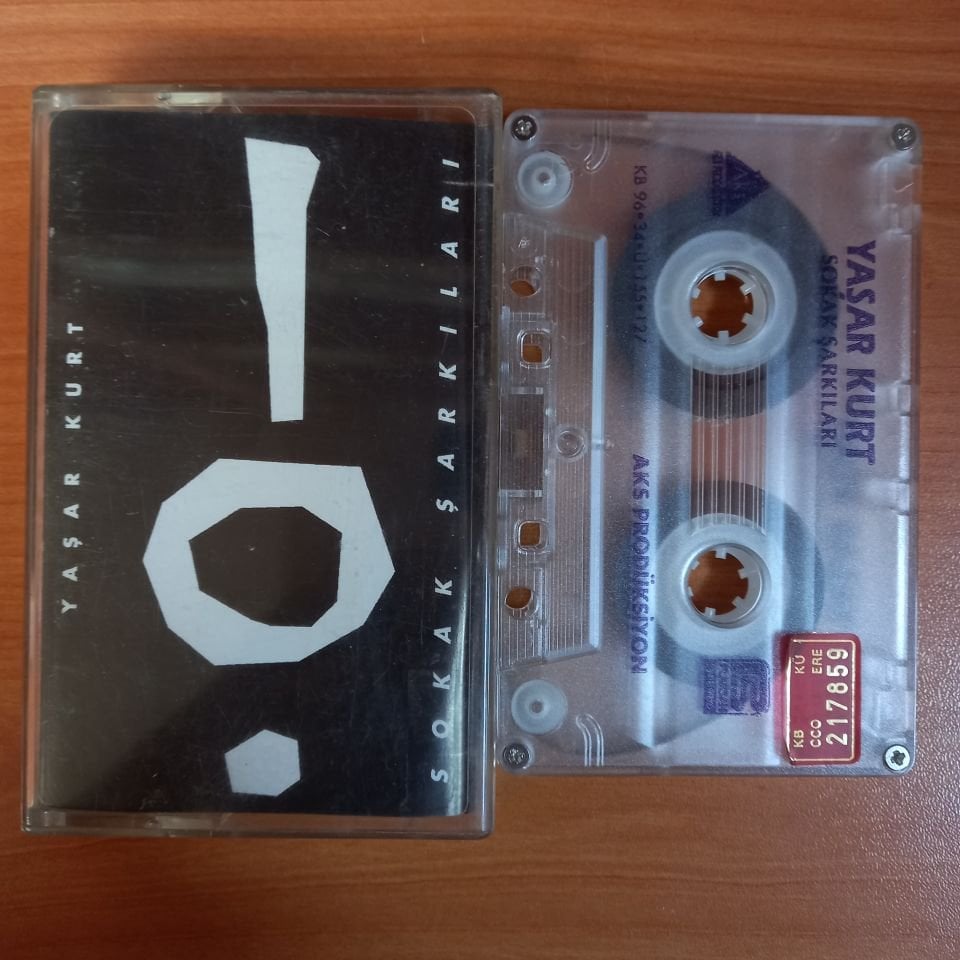 YAŞAR KURT
SOKAK ŞARKILARI
YAŞAR KURT
SOKAK ŞARKILARI
AKS PRODÜKSİYON
KB KÜ
CCO ERE
217859